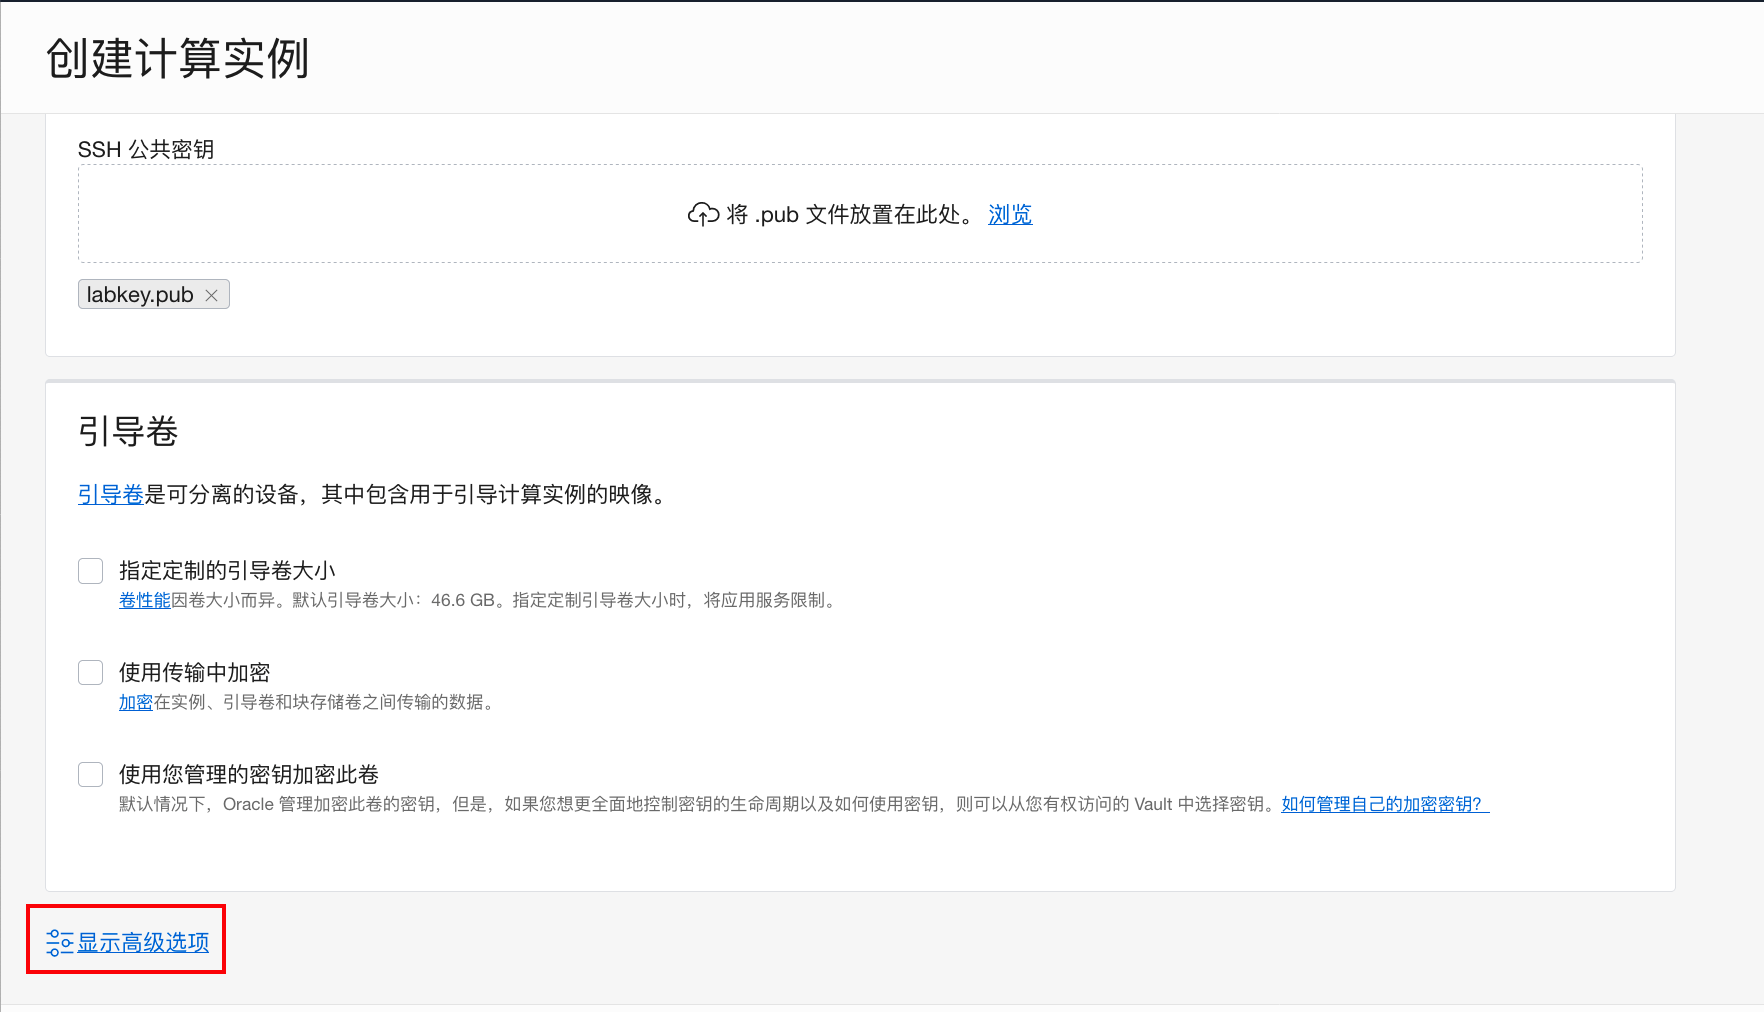 创建计算实例
SSH 公共密钥
将 .pub 文件放置在此处。 浏览
labkey.pub
引导卷
引导卷是可分离的设备，其中包含用于引导计算实例的映像。
指定定制的引导卷大小
卷性能因卷大小而异。默认引导卷大小：46.6 GB。指定定制引导卷大小时，将应用服务限制。
使用传输中加密
加密在实例、引导卷和块存储卷之间传输的数据。
使用您管理的密钥加密此卷
默认情况下，Oracle 管理加密此卷的密钥，但是，如果您想更全面地控制密钥的生命周期以及如何使用密钥，则可以从您有权访问的 Vault 中选择密钥。如何管理自己的加密密钥？
显示高级选项